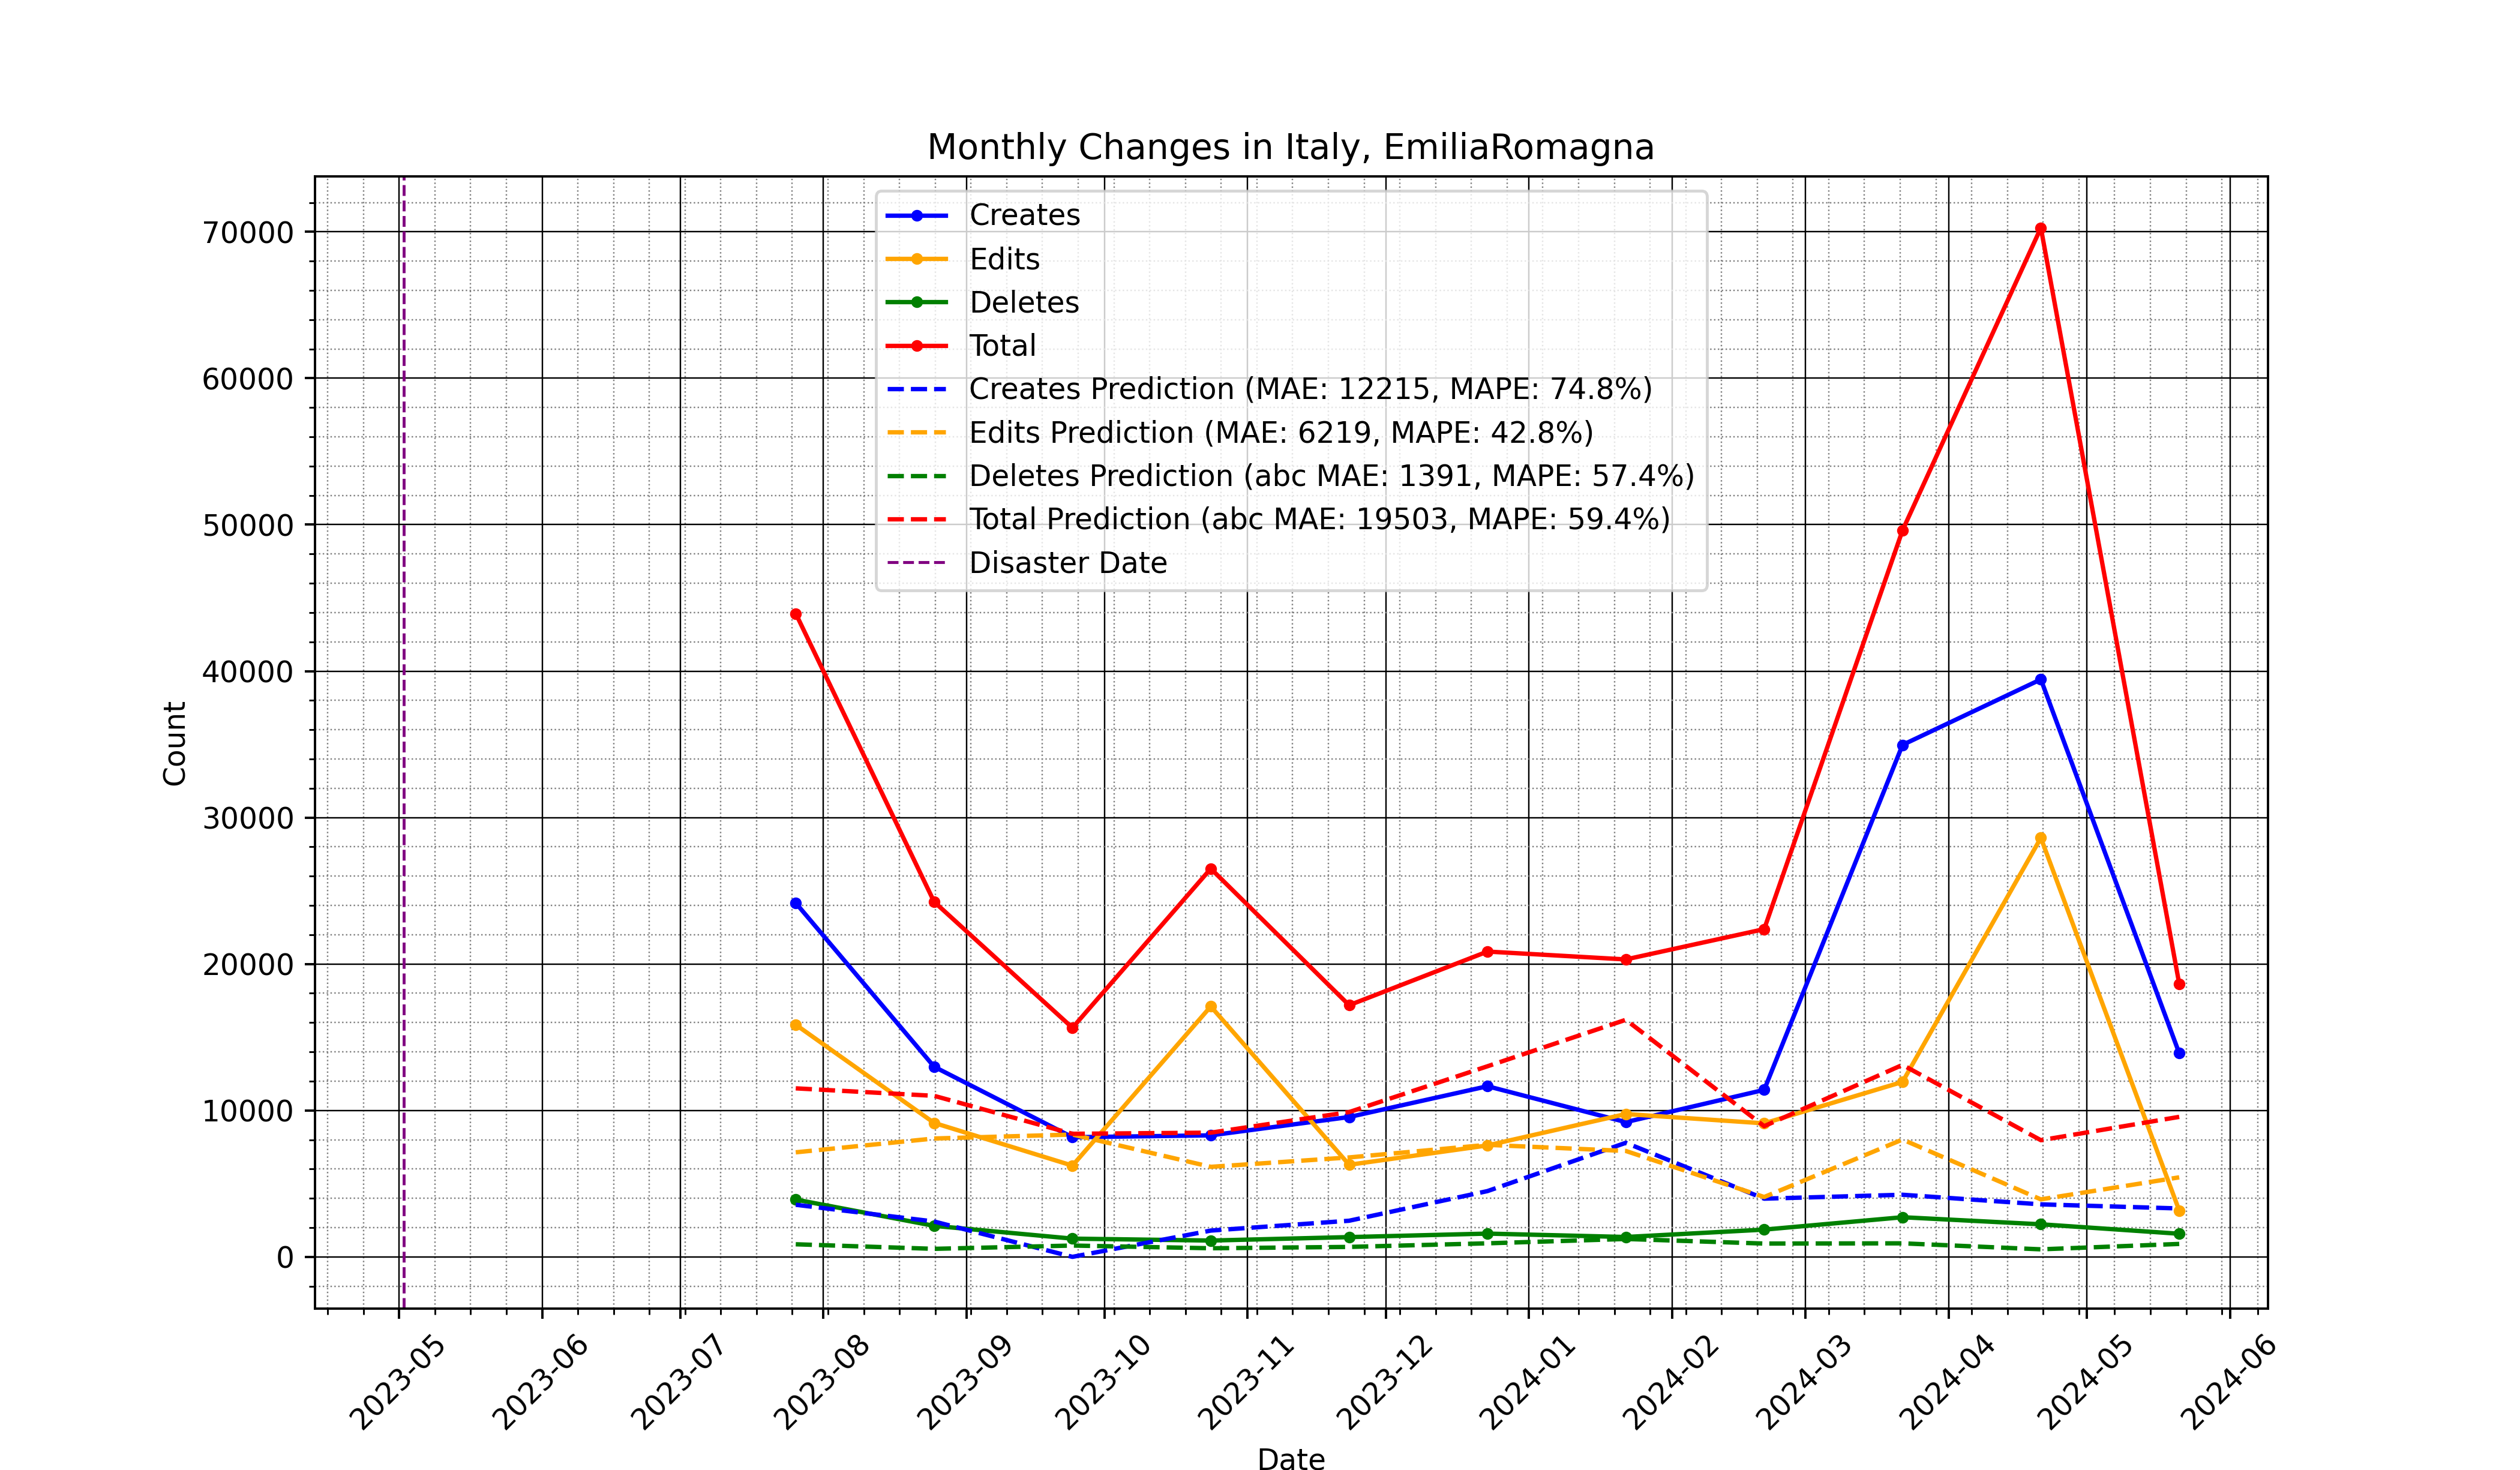 Monthly Changes in Italy, EmiliaRomagna
Creates
Edits
Deletes
Total
Creates Prediction (MAE: 12215, MAPE: 74.8%)
Edits Prediction (MAE: 6219, MAPE: 42.8%)
Deletes Prediction (abc MAE: 1391, MAPE: 57.4%)
Total Prediction (abc MAE: 19503, MAPE: 59.4%)
Disaster Date
70000
60000
50000
40000
30000
20000
10000
0
Count
2023-05
2023-06
2023-07
2023-08
2023-09
2023-10
2023-11
2023-12
2024-01
2024-02
2024-03
2024-04
2024-05
2024-06
Date